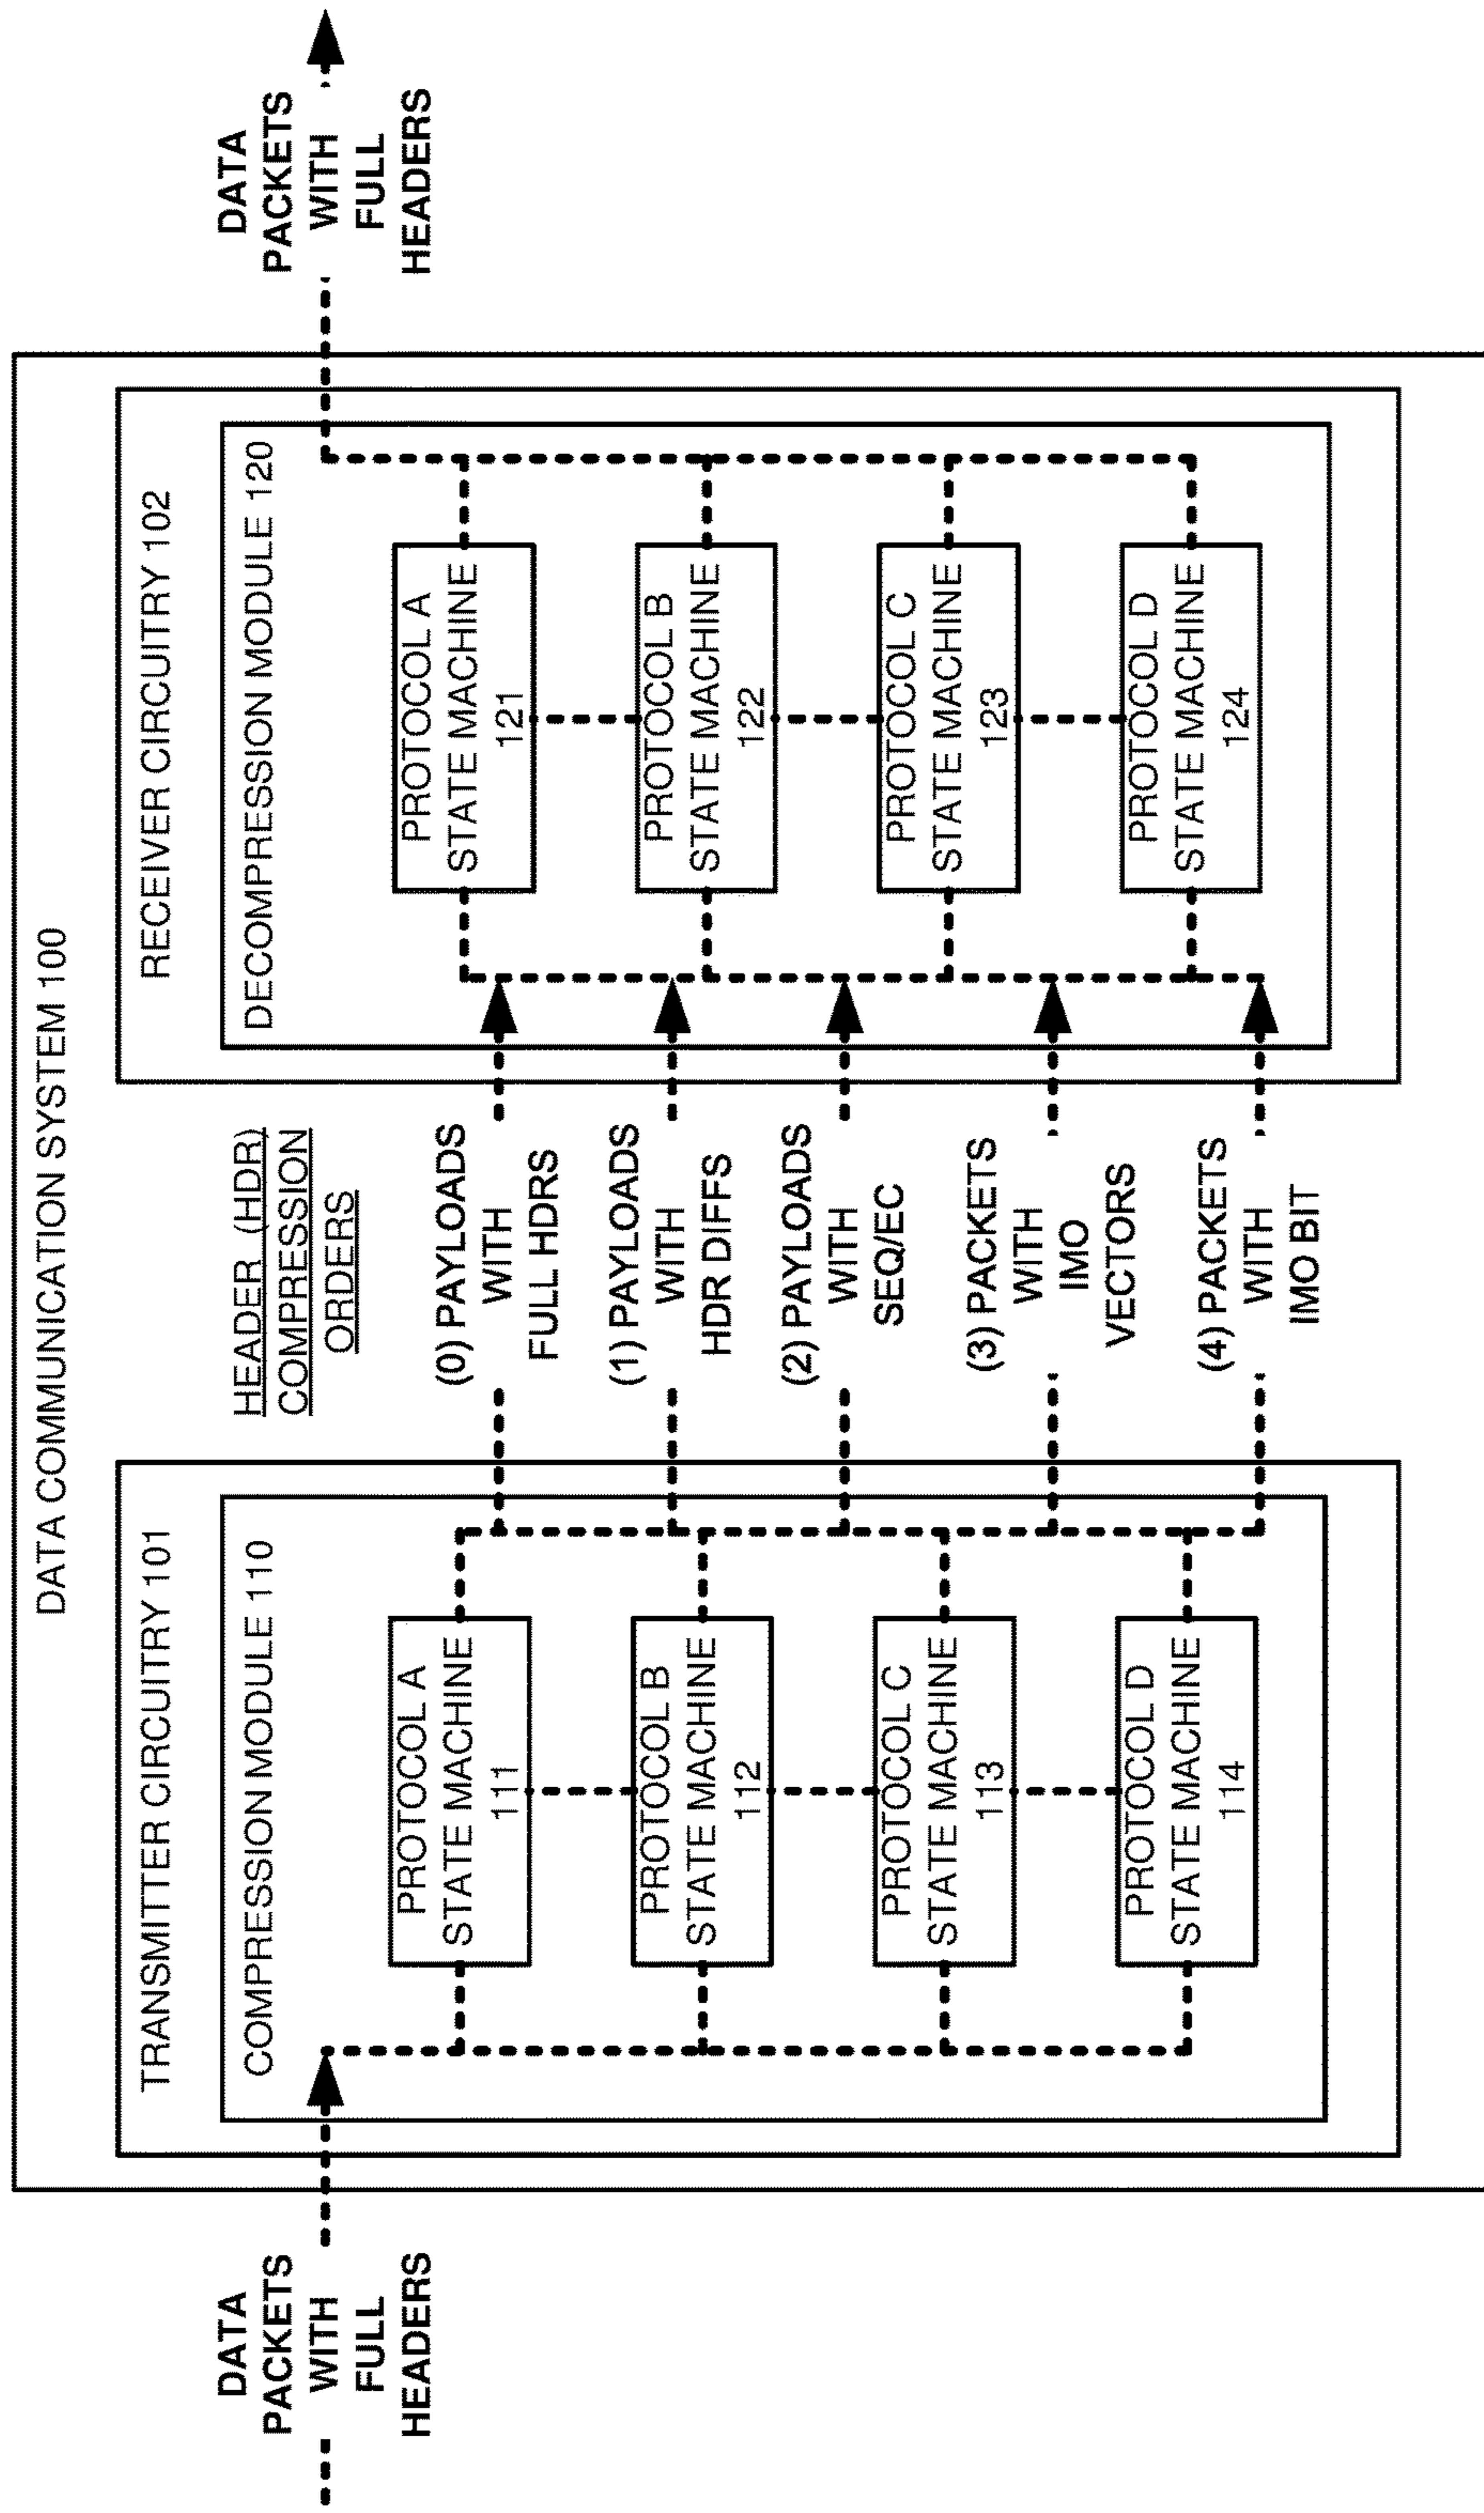 DATA COMMUNICATION SYSTEM 100
DATA
PACKETS
WITH
FULL
HEADERS
TRANSMITTER CIRCUITRY 101
COMPRESSION MODULE 110
PROTOCOL A
STATE MACHINE
111
PROTOCOL B
STATE MACHINE
112
PROTOCOL C
STATE MACHINE
113
PROTOCOL D
STATE MACHINE
114
HEADER (HDR)
COMPRESSION
ORDERS
(0) PAYLOADS
WITH
FULL HDRS
(1) PAYLOADS
WITH
HDR DIFFS
(2) PAYLOADS
WITH
SEQ/EC
(3) PACKETS
WITH
IMO
VECTORS
(4) PACKETS
WITH
IMO BIT
RECEIVER CIRCUITRY 102
DECOMPRESSION MODULE 120
PROTOCOL A
STATE MACHINE
121
PROTOCOL B
STATE MACHINE
122
PROTOCOL C
STATE MACHINE
123
PROTOCOL D
STATE MACHINE
124
DATA
PACKETS
WITH
FULL
HEADERS